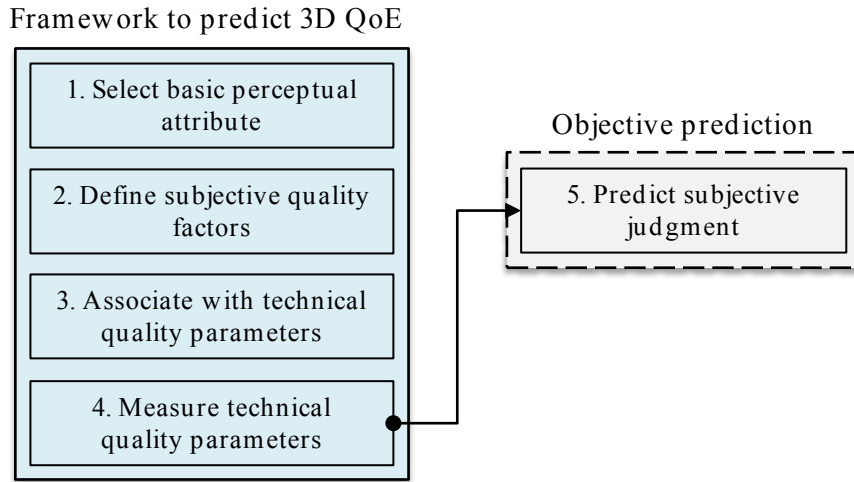 Framework to predict 3D QoE
1. Select basic perceptual
attribute
2. Define subjective quality
factors
3. Associate with technical
quality parameters
4. Measure technical
quality parameters
Objective prediction
5. Predict subjective
judgment